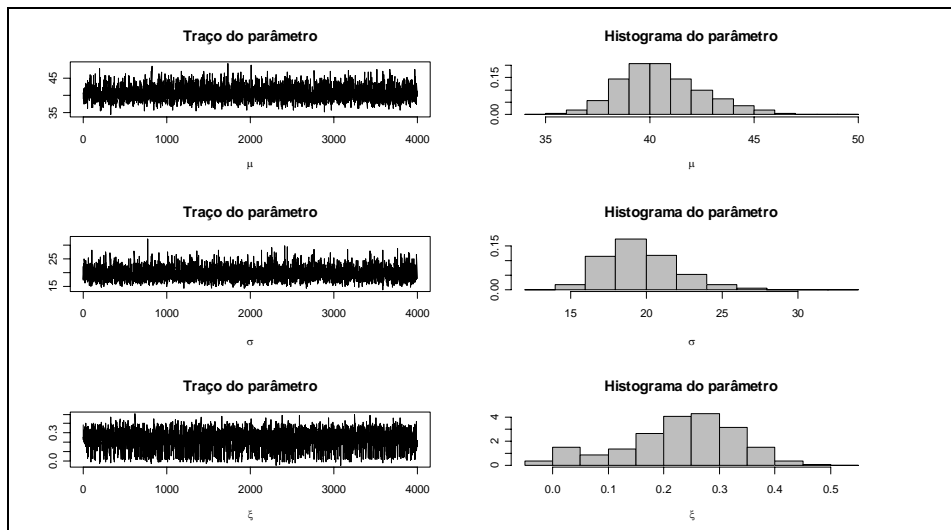 Traço do parâmetro
45
35
0 1000 2000 3000 4000
μ
Histograma do parâmetro
0.15
0.00
35 40 45 50
μ
Traço do parâmetro
25
15
0 1000 2000 3000 4000
σ
Histograma do parâmetro
0.15
0.00
15 20 25 30
σ
Traço do parâmetro
0.3
0.0
0 1000 2000 3000 4000
ξ
Histograma do parâmetro
4
2
0
0.0 0.1 0.2 0.3 0.4 0.5
ξ